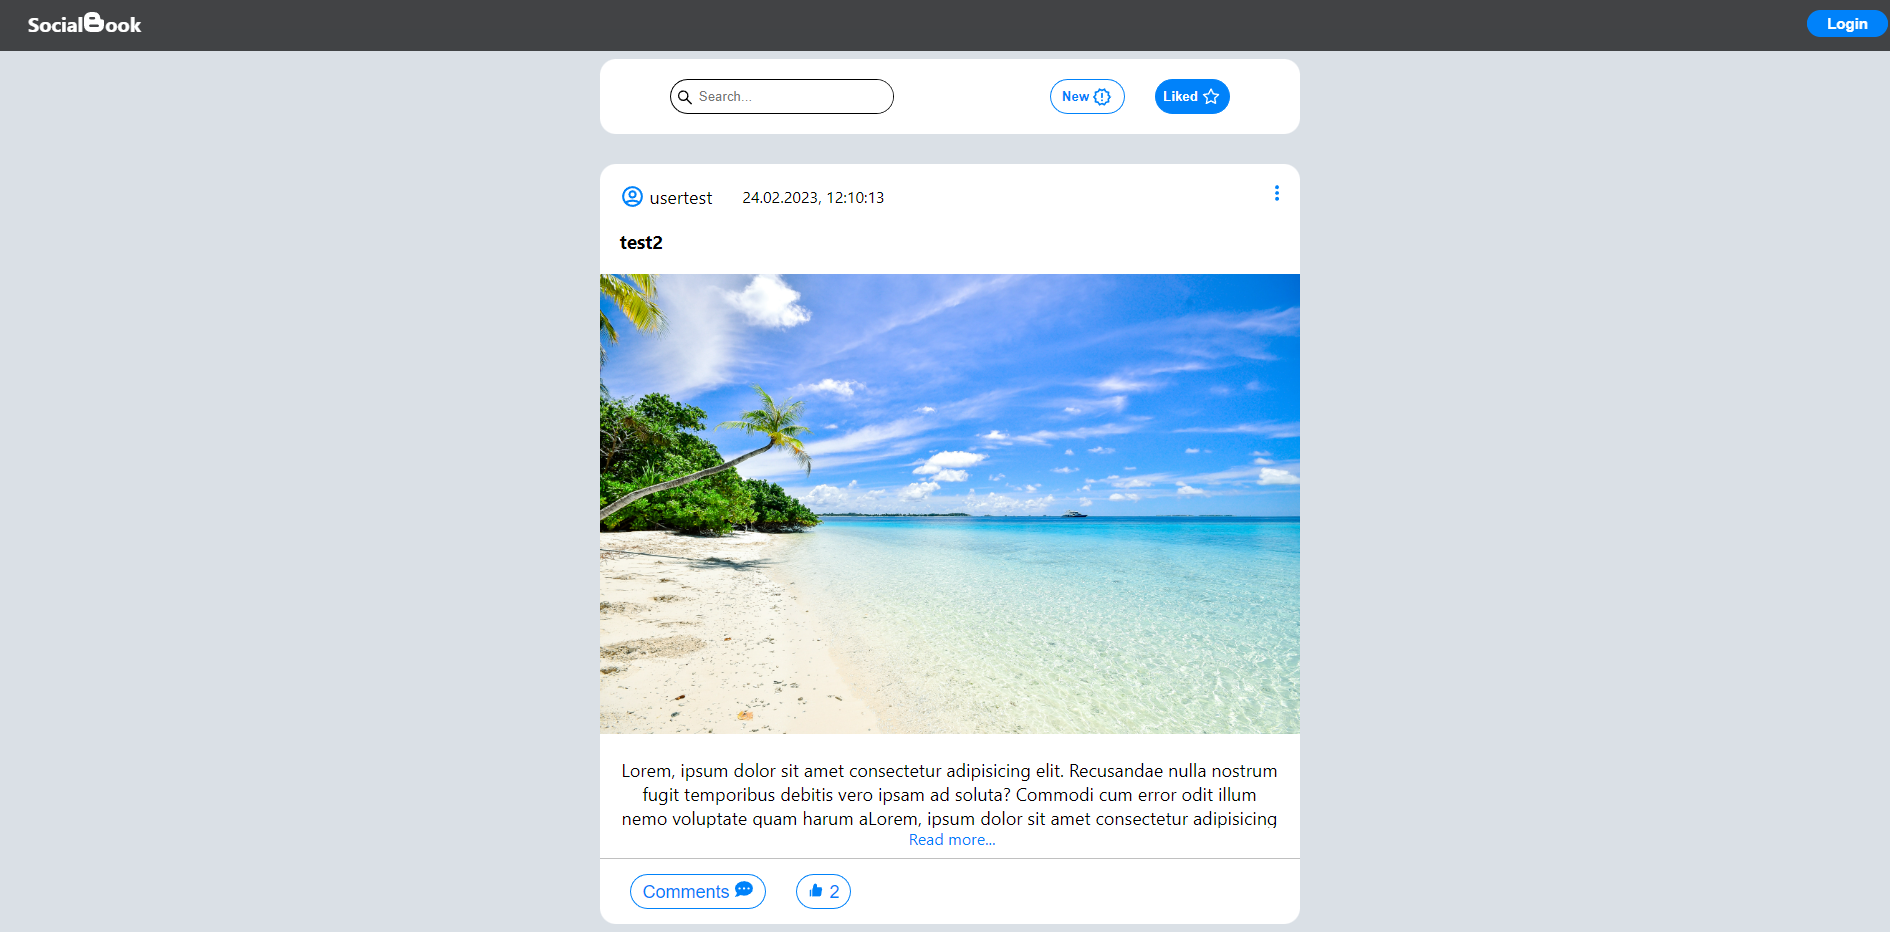 SocialBook
Login
Search...
New
Liked
usertest 24.02.2023, 12:10:13
test2
Lorem, ipsum dolor sit amet consectetur adipisicing elit. Recusandae nulla nostrum
fugit temporibus debitis vero ipsam ad soluta? Commodi cum error odit illum
nemo voluptate quam harum aLorem, ipsum dolor sit amet consectetur adipisicing
Read more...
Comments
2